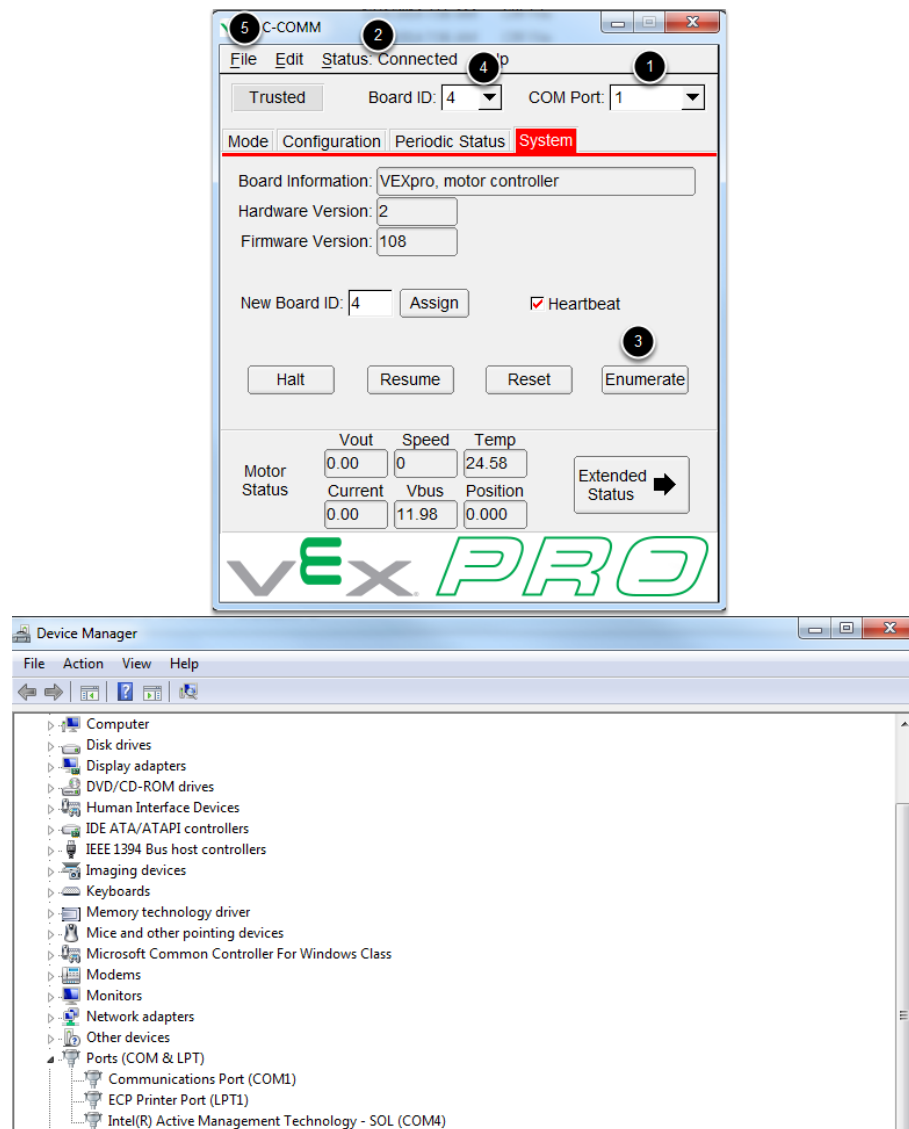 5 C-COMM
2
File Edit Status: Connected 4 p 1
Trusted Board ID: 4 COM Port: 1
Mode Configuration Periodic Status System
Board Information: VEXpro, motor controller
Hardware Version: 2
Firmware Version: 108
New Board ID: 4 Assign Heartbeat
3
Halt Resume Reset Enumerate
Vout Speed Temp
0.00 0 24.58
Motor Status
Extended Status
Current Vbus Position
0.00 11.98 0.000
VEX PRO
Device Manager
File Action View Help
Computer
Disk drives
Display adapters
DVD/CD-ROM drives
Human Interface Devices
IDE ATA/ATAPI controllers
IEEE 1394 Bus host controllers
Imaging devices
Keyboards
Memory technology driver
Mice and other pointing devices
Microsoft Common Controller For Windows Class
Modems
Monitors
Network adapters
Other devices
Ports (COM & LPT)
Communications Port (COM1)
ECP Printer Port (LPT1)
Intel(R) Active Management Technology - SOL (COM4)